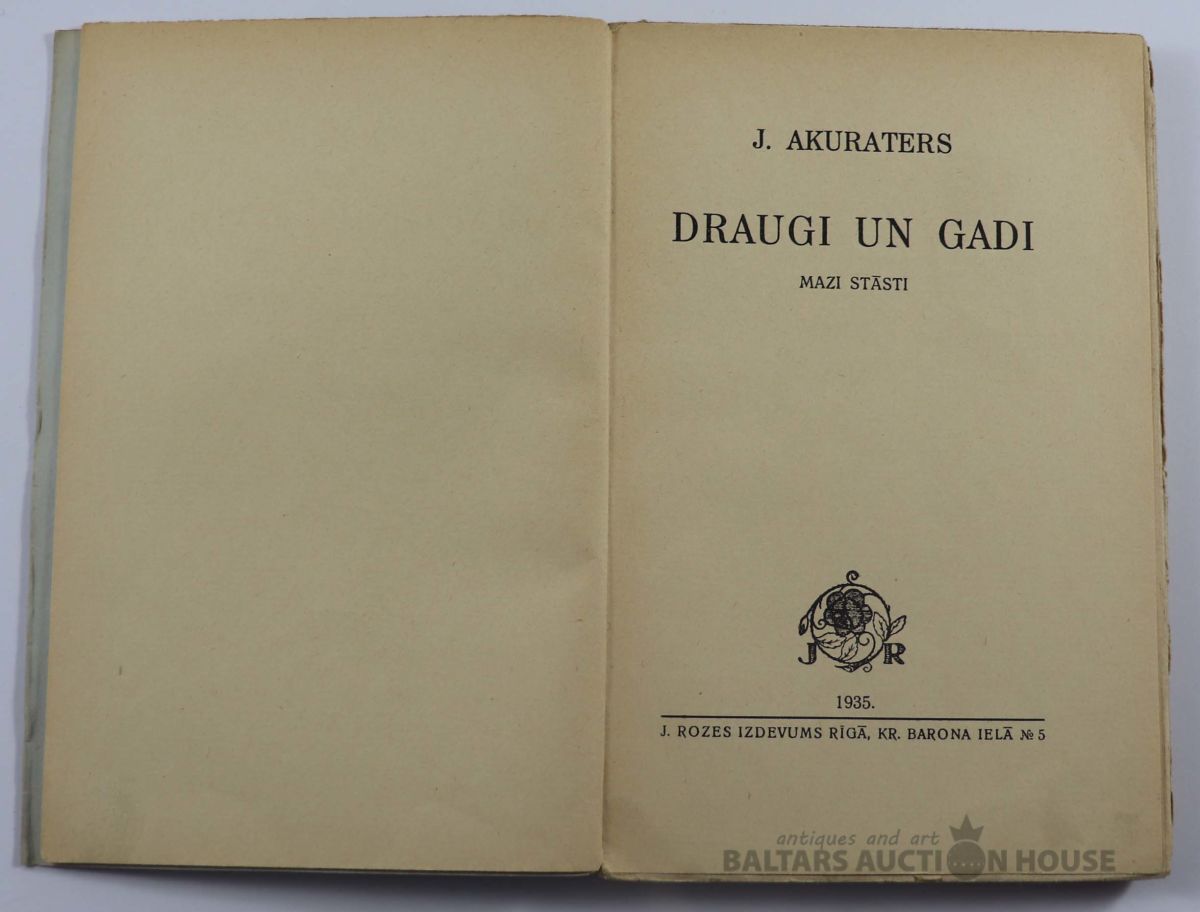 J. AKURATERS
DRAUGI UN GADI
MAZI STĀSTI
J R
1935.
J. ROZES IZDEVUMS RĪGĀ, KR. BARONA IELĀ № 5
antiques and art
BALTARS AUCTION HOUSE